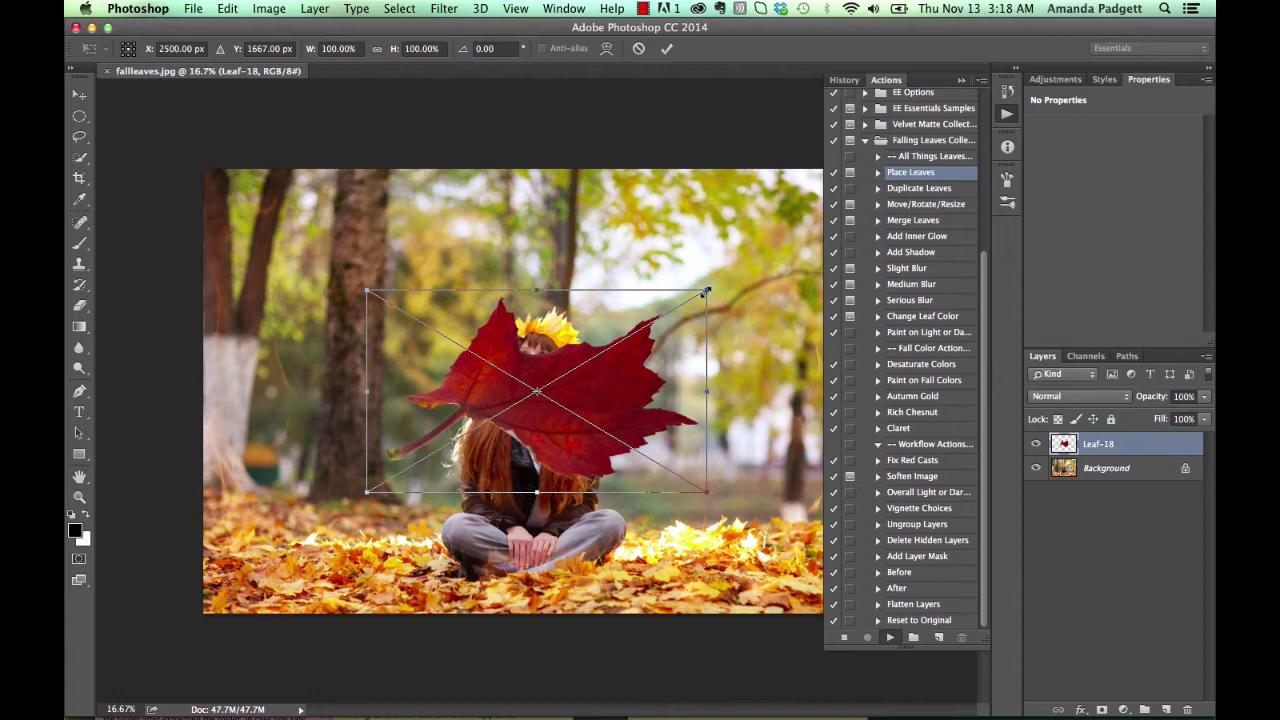 Photoshop File Edit Image Layer Type Select Filter 3D View Window Help 1 Thu Nov 13 3:18 AM Amanda Padgett
Adobe Photoshop CC 2014
X: 2500.00 px Y: 1667.00 px W: 100.00% H: 100.00% 0.00 ° Anti-alias Essentials
× fallleaves.jpg @ 16.7% (Leaf-18, RGB/8#)
History Actions
EE Options
EE Essentials Samples
Velvet Matte Collect...
Falling Leaves Colle...
-- All Things Leaves...
Place Leaves
Duplicate Leaves
Move/Rotate/Resize
Merge Leaves
Add Inner Glow
Add Shadow
Slight Blur
Medium Blur
Serious Blur
Change Leaf Color
Paint on Light or Da...
-- Fall Color Action...
Desaturate Colors
Paint on Fall Colors
Autumn Gold
Rich Chesnut
Claret
-- Workflow Actions...
Fix Red Casts
Soften Image
Overall Light or Dar...
Vignette Choices
Ungroup Layers
Delete Hidden Layers
Add Layer Mask
Before
After
Flatten Layers
Reset to Original
Adjustments Styles Properties
No Properties
Layers Channels Paths
Kind
Normal Opacity: 100%
Lock: Fill: 100%
Leaf-18
Background
16.67% Doc: 47.7M/47.7M